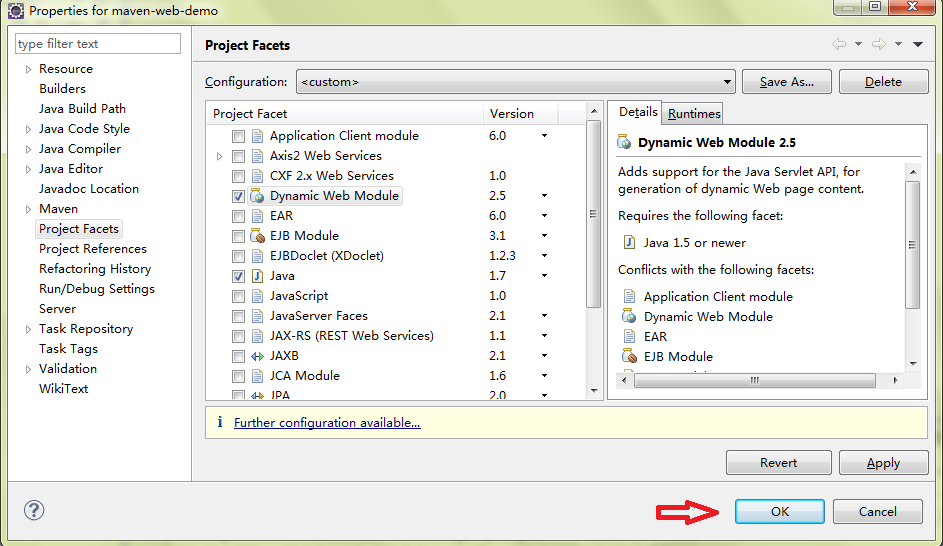 Properties for maven-web-demo
type filter text
Resource
Builders
Java Build Path
Java Code Style
Java Compiler
Java Editor
Javadoc Location
Maven
Project Facets
Project References
Refactoring History
Run/Debug Settings
Server
Task Repository
Task Tags
Validation
WikiText
Project Facets
Configuration: <custom> Save As... Delete
Project Facet Version
Application Client module 6.0
Axis2 Web Services
CXF 2.x Web Services 1.0
Dynamic Web Module 2.5
EAR 6.0
EJB Module 3.1
EJBDoclet (XDoclet) 1.2.3
Java 1.7
JavaScript 1.0
JavaServer Faces 2.1
JAX-RS (REST Web Services) 1.1
JAXB 2.1
JCA Module 1.6
JPA 2.0
Details Runtimes
Dynamic Web Module 2.5
Adds support for the Java Servlet API, for
generation of dynamic Web page content.
Requires the following facet:
Java 1.5 or newer
Conflicts with the following facets:
Application Client module
Dynamic Web Module
EAR
EJB Module
i Further configuration available...
Revert Apply
? OK Cancel